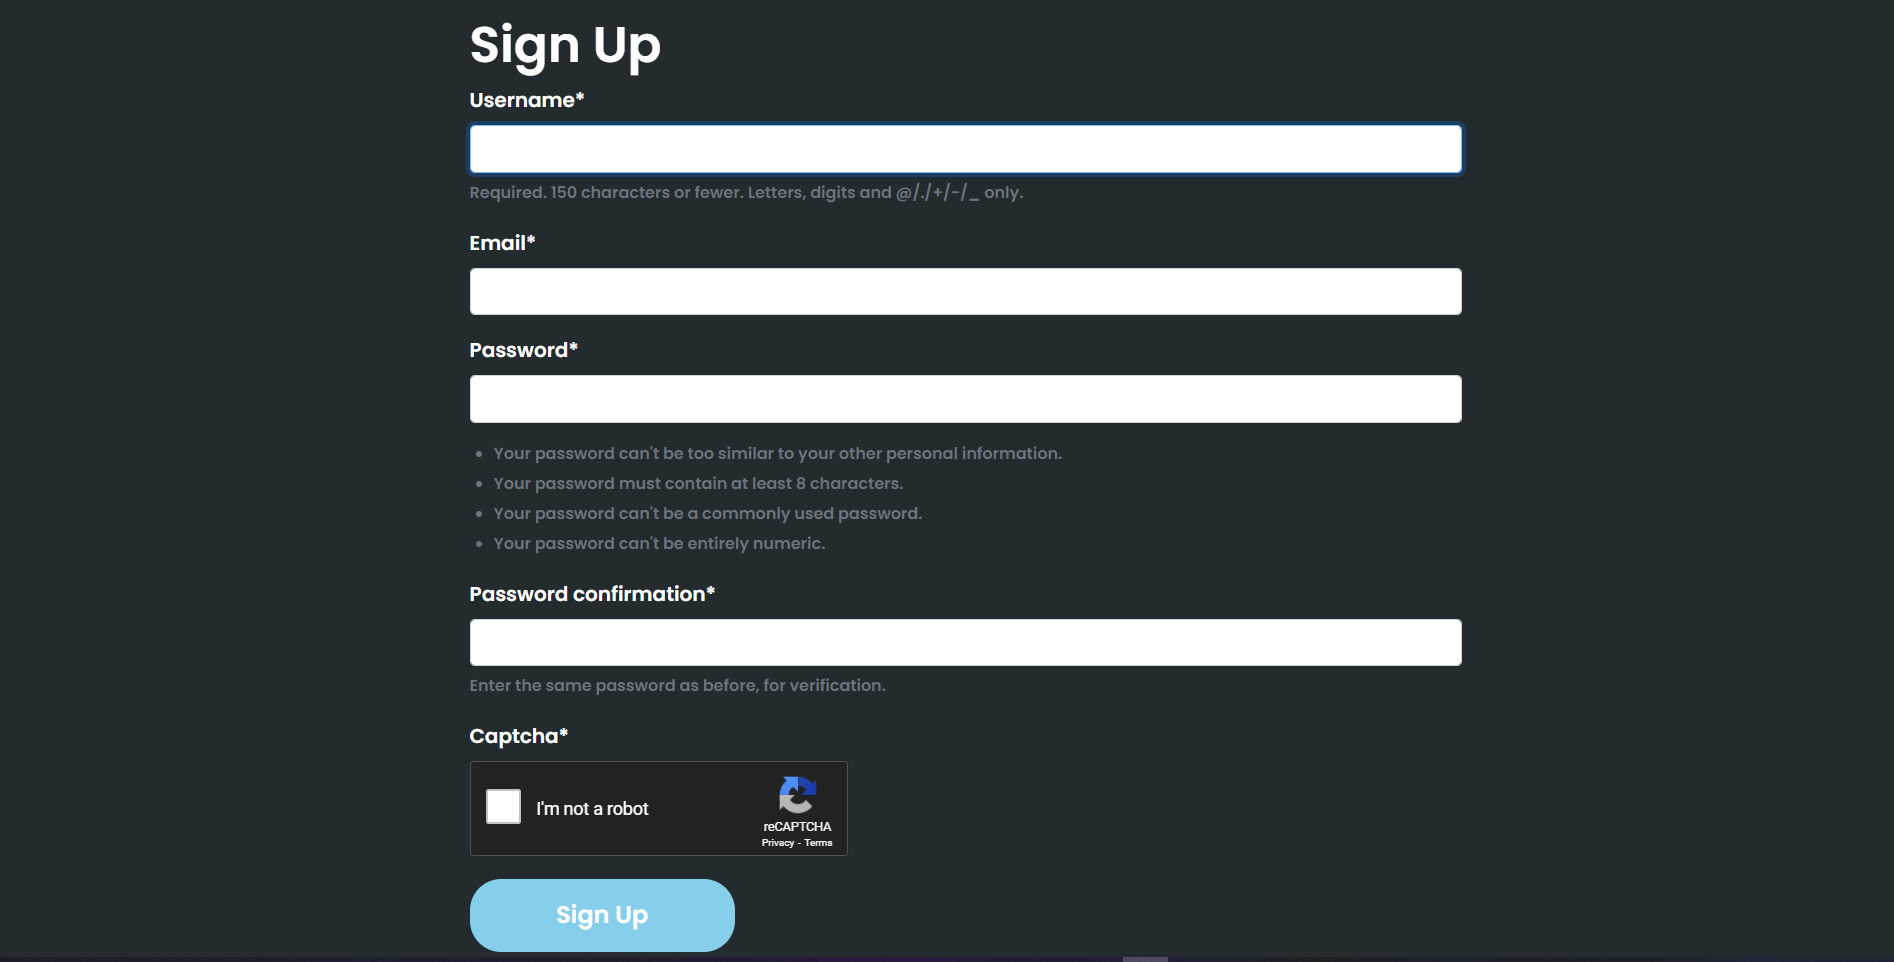 Sign Up
Username*
Required. 150 characters or fewer. Letters, digits and @/./+/-/_ only.
Email*
Password*
Your password can't be too similar to your other personal information.
Your password must contain at least 8 characters.
Your password can't be a commonly used password.
Your password can't be entirely numeric.
Password confirmation*
Enter the same password as before, for verification.
Captcha*
I'm not a robot
reCAPTCHA
Privacy - Terms
Sign Up